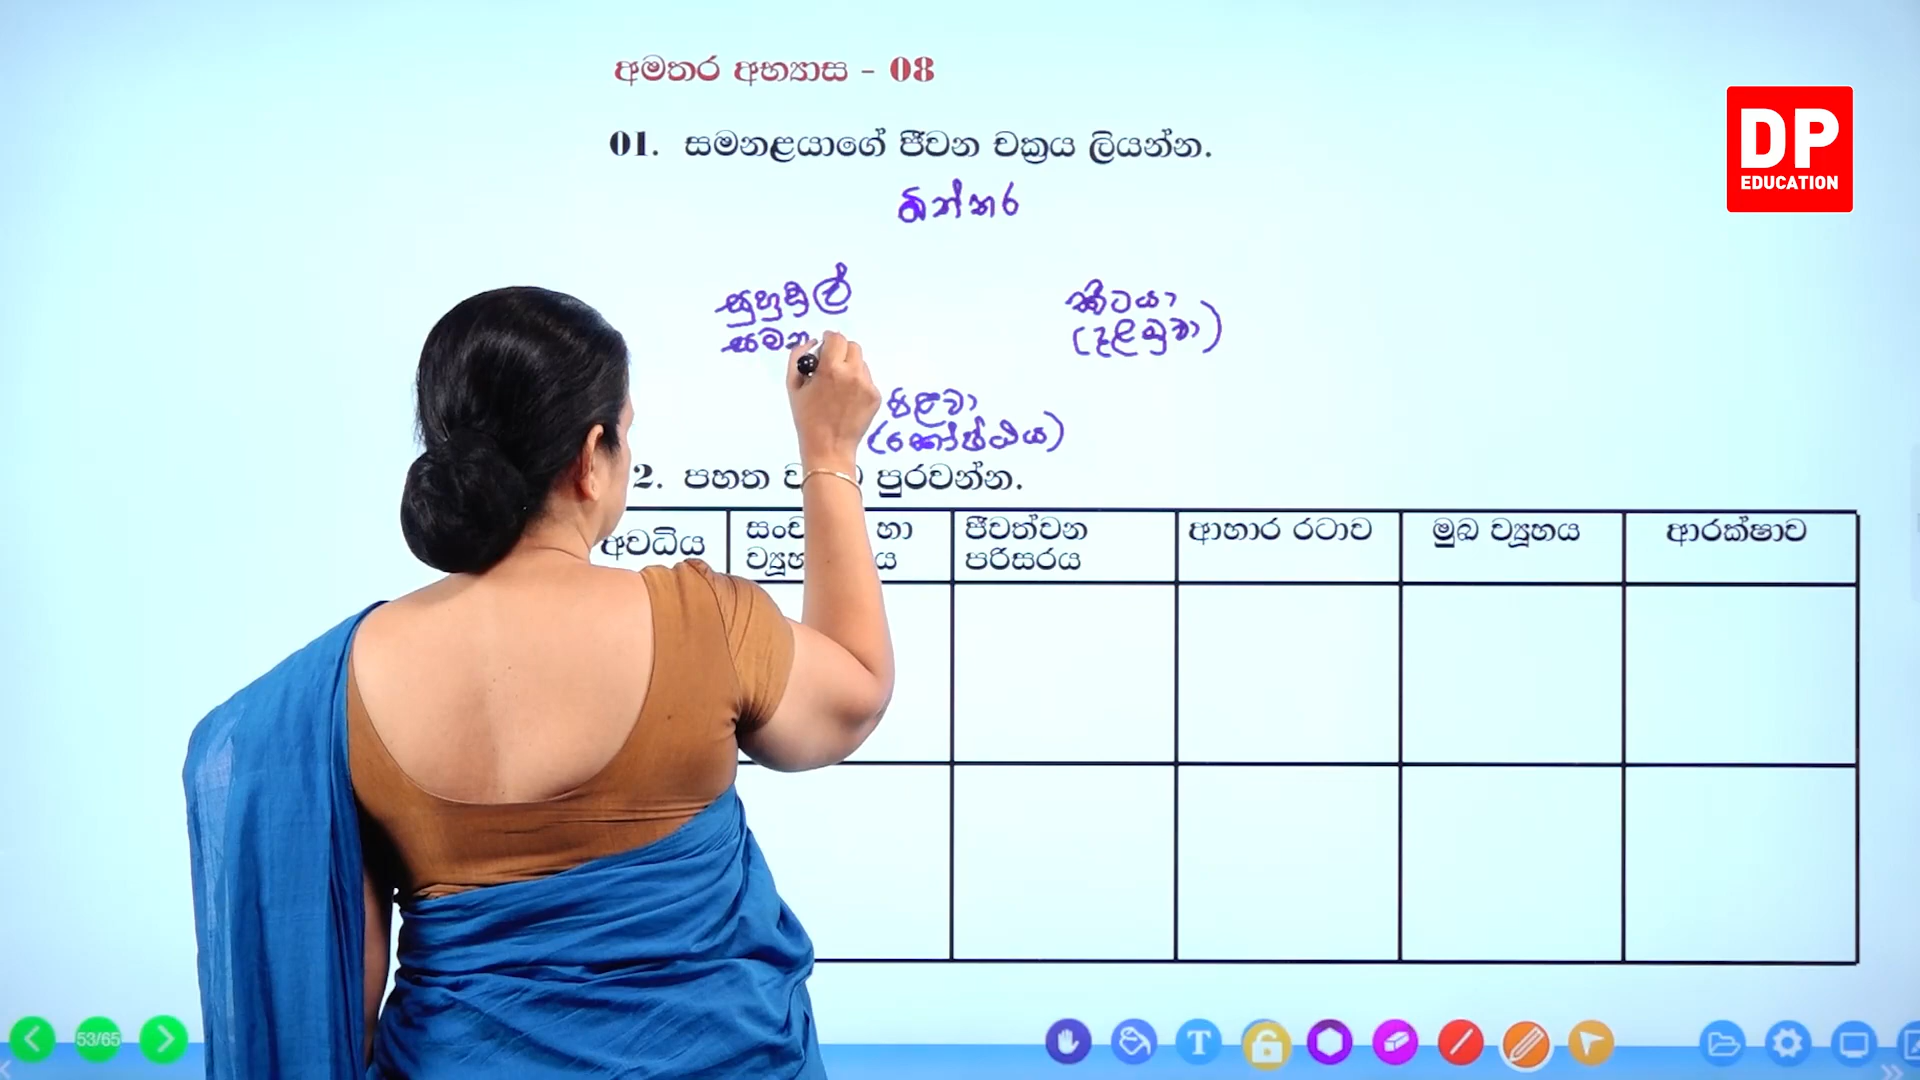 අමතර අභ්‍යාස - 08
DP
EDUCATION
01. සමනළයාගේ ජීවන චක්‍රය ලියන්න.
බිත්තර
සුහුඹුල්
සමන
කීටයා
(දළඹුවා)
පිළවා
(කෝෂ්ඨය)
2. පහත පුරවන්න.
අවධිය
හා
ජීවත්වන
පරිසරය
ආහාර රටාව
මුඛ ව්‍යුහය
ආරක්ෂාව
53/65
T